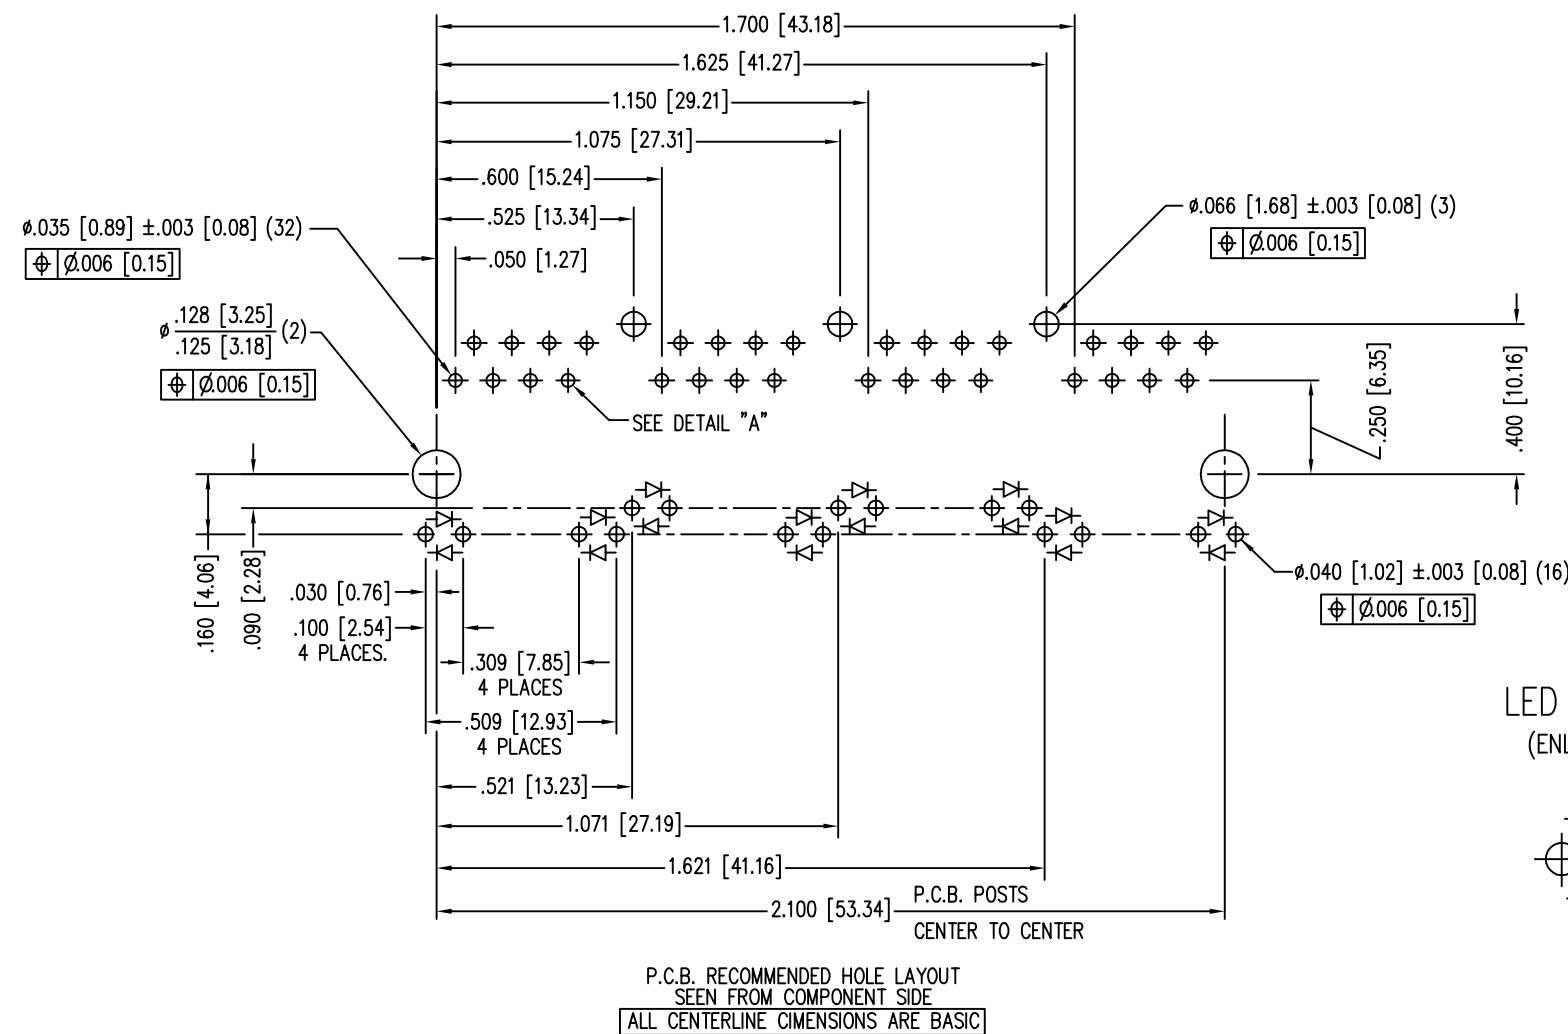 1.700 [43.18]
1.625 [41.27]
1.150 [29.21]
1.075 [27.31]
.600 [15.24]
.525 [13.34]
.050 [1.27]
ø.035 [0.89] ±.003 [0.08] (32)
⌖ Ø.006 [0.15]
ø.066 [1.68] ±.003 [0.08] (3)
⌖ Ø.006 [0.15]
ø .128 [3.25]
.125 [3.18] (2)
⌖ Ø.006 [0.15]
SEE DETAIL "A"
.250 [6.35]
.400 [10.16]
.160 [4.06]
.090 [2.28]
.030 [0.76]
.100 [2.54]
4 PLACES.
.309 [7.85]
4 PLACES
.509 [12.93]
4 PLACES
.521 [13.23]
1.071 [27.19]
1.621 [41.16]
2.100 [53.34]
P.C.B. POSTS
CENTER TO CENTER
ø.040 [1.02] ±.003 [0.08] (16)
⌖ Ø.006 [0.15]
LED
(ENL
P.C.B. RECOMMENDED HOLE LAYOUT
SEEN FROM COMPONENT SIDE
ALL CENTERLINE CIMENSIONS ARE BASIC